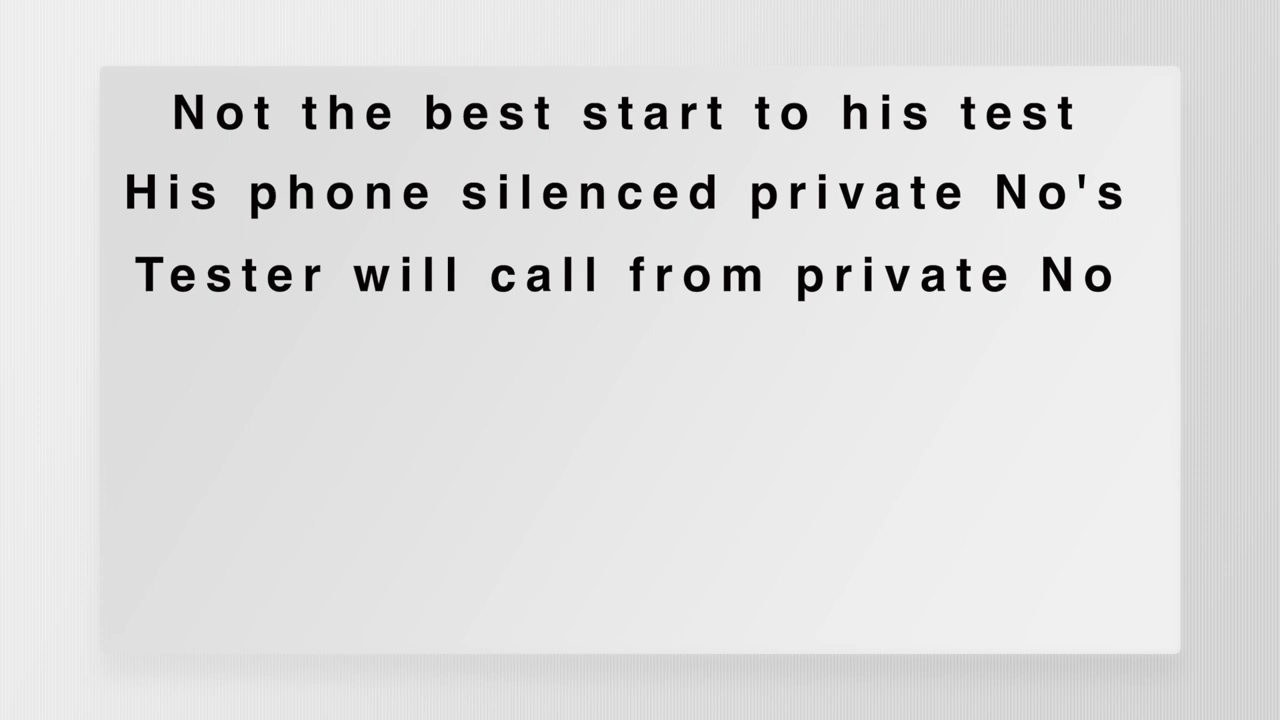 Not the best start to his test
His phone silenced private No's
Tester will call from private No